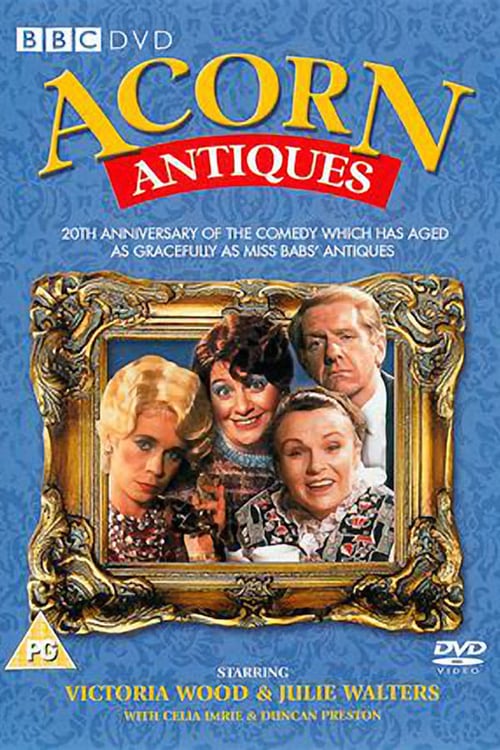 BBC DVD
ACORN
ANTIQUES
20TH ANNIVERSARY OF THE COMEDY WHICH HAS AGED
AS GRACEFULLY AS MISS BABS' ANTIQUES
PG
DVD
VIDEO
STARRING
VICTORIA WOOD & JULIE WALTERS
WITH CELIA IMRIE & DUNCAN PRESTON